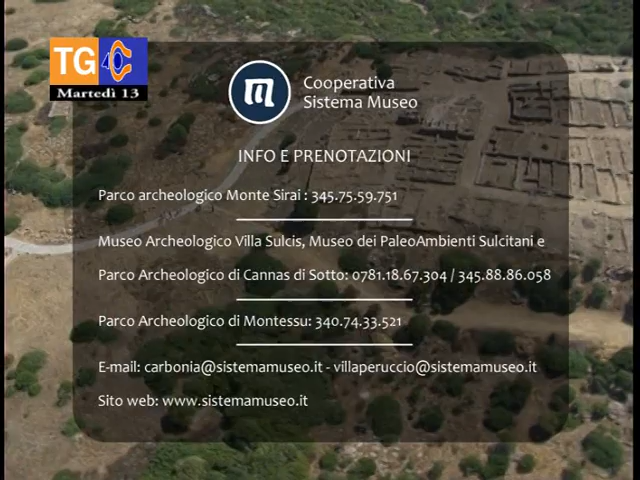 TG 40 C
Martedì 13
m
Cooperativa
Sistema Museo
INFO E PRENOTAZIONI
Parco archeologico Monte Sirai : 345.75.59.751
Museo Archeologico Villa Sulcis, Museo dei PaleoAmbienti Sulcitani e
Parco Archeologico di Cannas di Sotto: 0781.18.67.304 / 345.88.86.058
Parco Archeologico di Montessu: 340.74.33.521
E-mail: carbonia@sistemamuseo.it - villaperuccio@sistemamuseo.it
Sito web: www.sistemamuseo.it